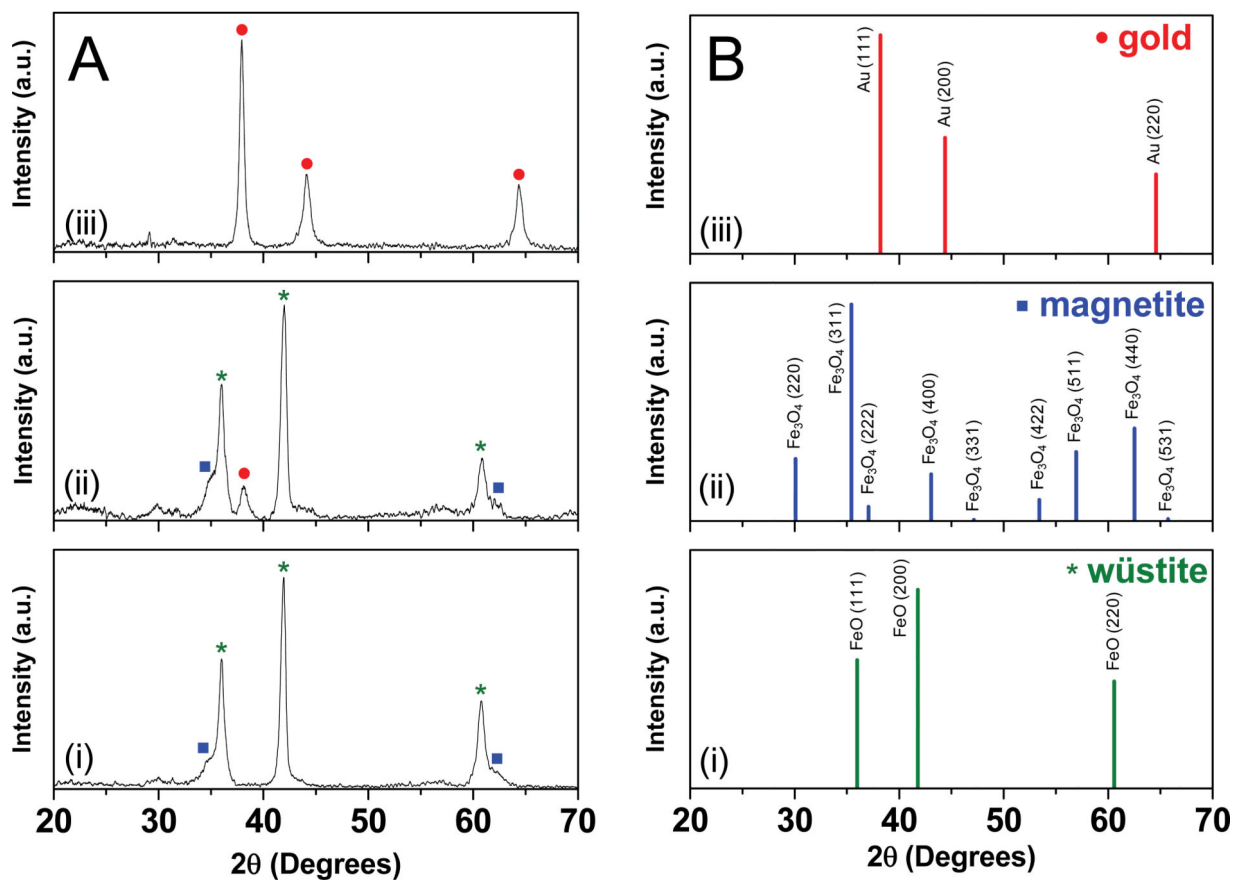 A
Intensity (a.u.)
(iii)
Intensity (a.u.)
(ii)
*
*
*
Intensity (a.u.)
(i)
*
*
*
20 30 40 50 60 70
2θ (Degrees)
B
gold
Intensity (a.u.)
(iii)
Au (111)
Au (200)
Au (220)
magnetite
Intensity (a.u.)
(ii)
Fe₃O₄ (220)
Fe₃O₄ (311)
Fe₃O₄ (222)
Fe₃O₄ (400)
Fe₃O₄ (331)
Fe₃O₄ (422)
Fe₃O₄ (511)
Fe₃O₄ (440)
Fe₃O₄ (531)
* wüstite
Intensity (a.u.)
(i)
FeO (111)
FeO (200)
FeO (220)
20 30 40 50 60 70
2θ (Degrees)